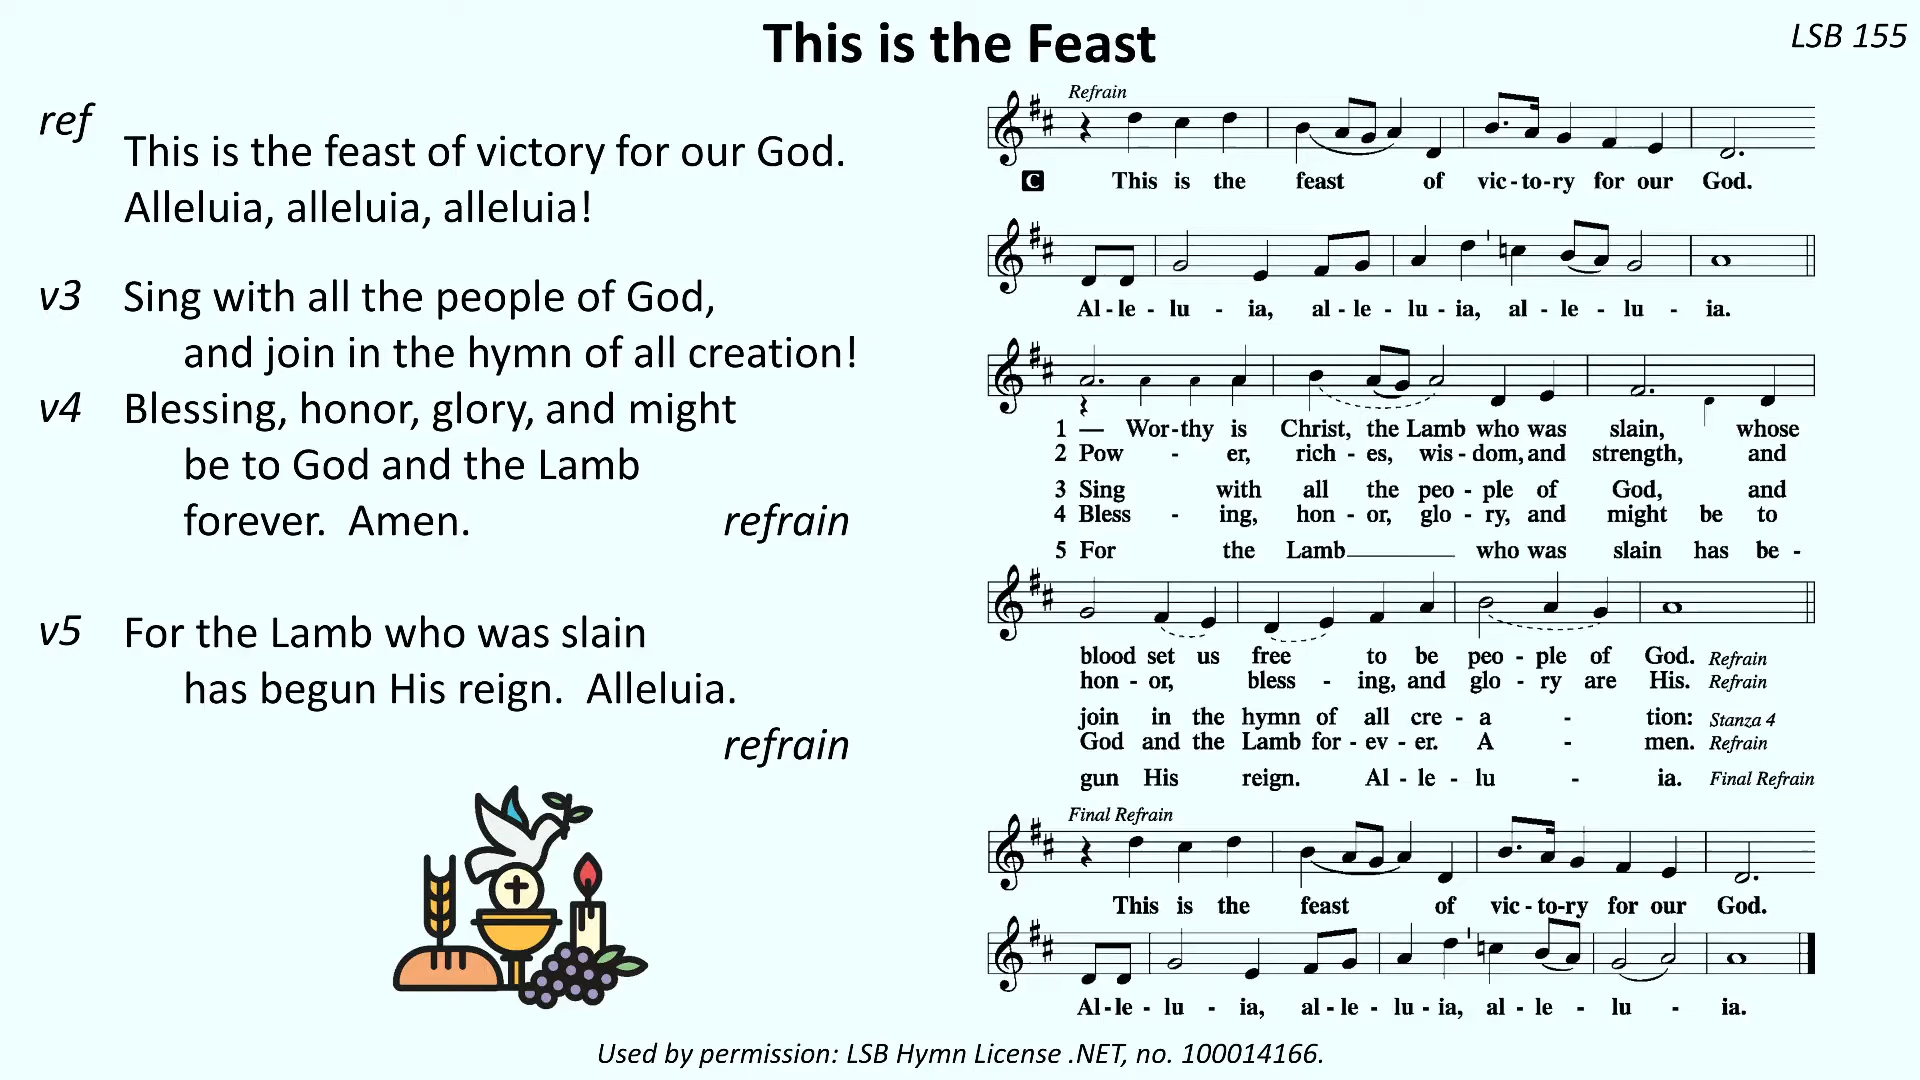 This is the Feast
LSB 155
ref
This is the feast of victory for our God.
Alleluia, alleluia, alleluia!
v3 Sing with all the people of God,
and join in the hymn of all creation!
v4 Blessing, honor, glory, and might
be to God and the Lamb
forever. Amen. refrain
v5 For the Lamb who was slain
has begun His reign. Alleluia.
refrain
Refrain
C This is the feast of vic - to - ry for our God.
Al - le - lu - ia, al - le - lu - ia, al - le - lu - ia.
1 — Wor - thy is Christ, the Lamb who was slain, whose
2 Pow - er, rich - es, wis - dom, and strength, and
3 Sing with all the peo - ple of God, and
4 Bless - ing, hon - or, glo - ry, and might be to
5 For the Lamb who was slain has be -
blood set us free to be peo - ple of God. Refrain
hon - or, bless - ing, and glo - ry are His. Refrain
join in the hymn of all cre - a - tion: Stanza 4
God and the Lamb for - ev - er. A - men. Refrain
gun His reign. Al - le - lu - ia. Final Refrain
Final Refrain
This is the feast of vic - to - ry for our God.
Al - le - lu - ia, al - le - lu - ia, al - le - lu - ia.
Used by permission: LSB Hymn License .NET, no. 100014166.